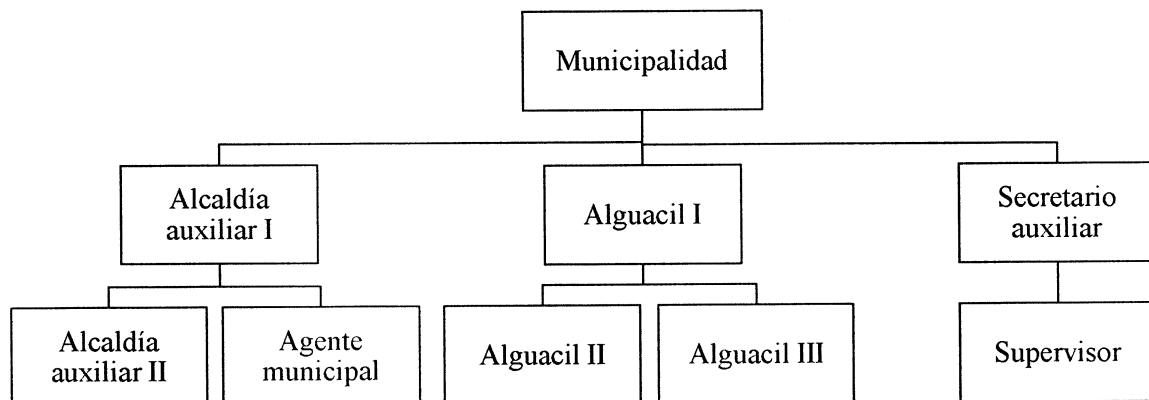 Municipalidad
Alcaldía
auxiliar I
Alguacil I
Secretario
auxiliar
Alcaldía
auxiliar II
Agente
municipal
Alguacil II
Alguacil III
Supervisor